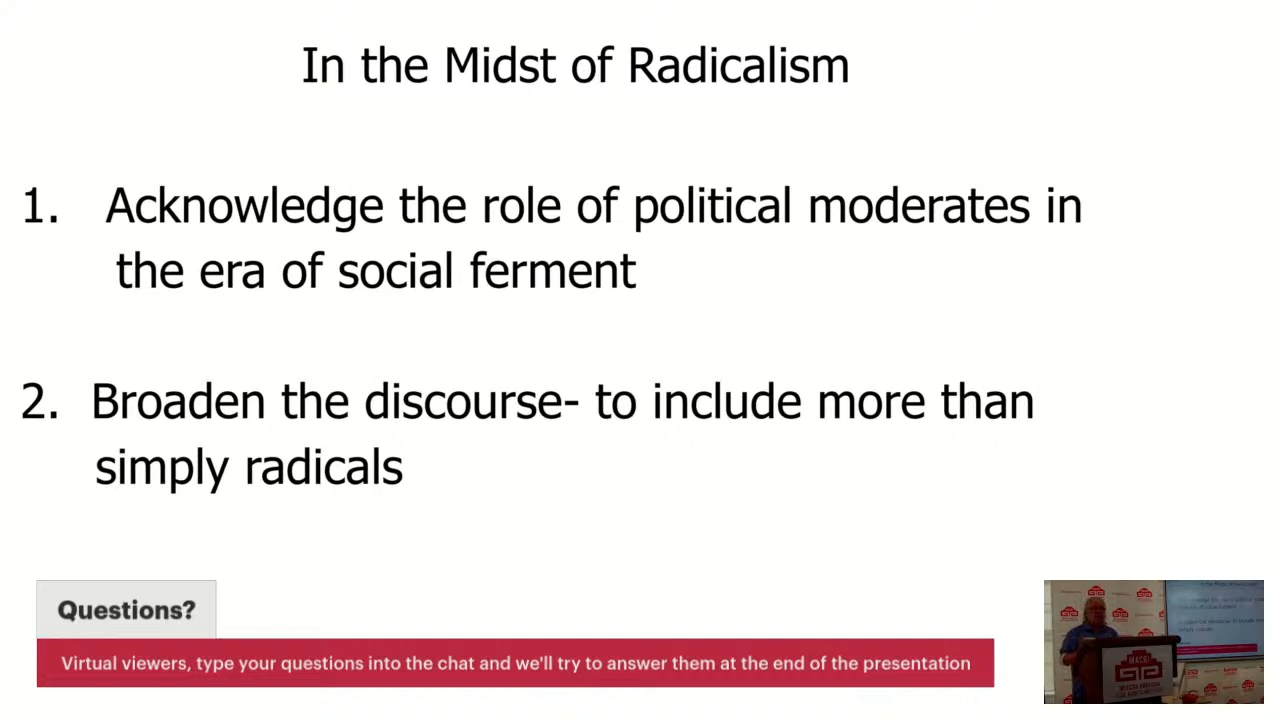 In the Midst of Radicalism
1. Acknowledge the role of political moderates in
the era of social ferment
2. Broaden the discourse- to include more than
simply radicals
Questions?
Virtual viewers, type your questions into the chat and we'll try to answer them at the end of the presentation
MACRI